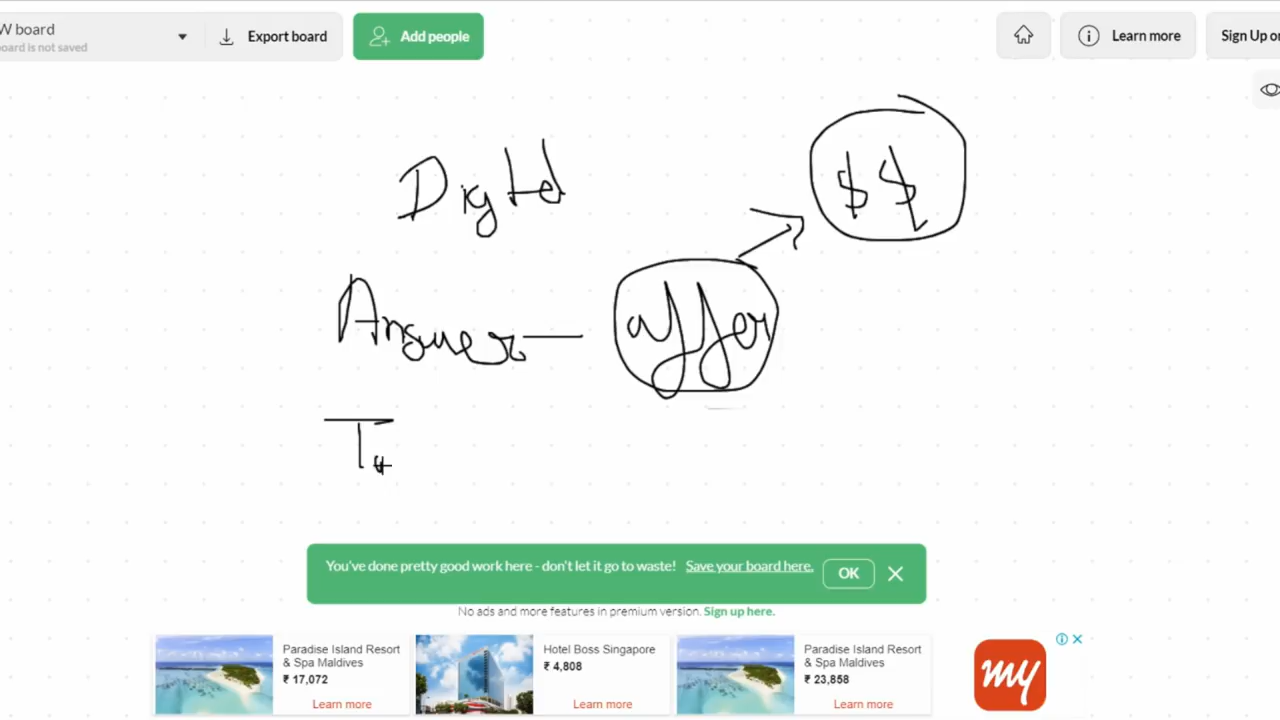 W board
board is not saved
Export board
Add people
Learn more
Sign Up or
$ $
Digital
Answer — offer
T
You've done pretty good work here - don't let it go to waste! Save your board here. OK
No ads and more features in premium version. Sign up here.
Paradise Island Resort & Spa Maldives
₹ 17,072
Learn more
Hotel Boss Singapore
₹ 4,808
Learn more
Paradise Island Resort & Spa Maldives
₹ 23,858
Learn more
my